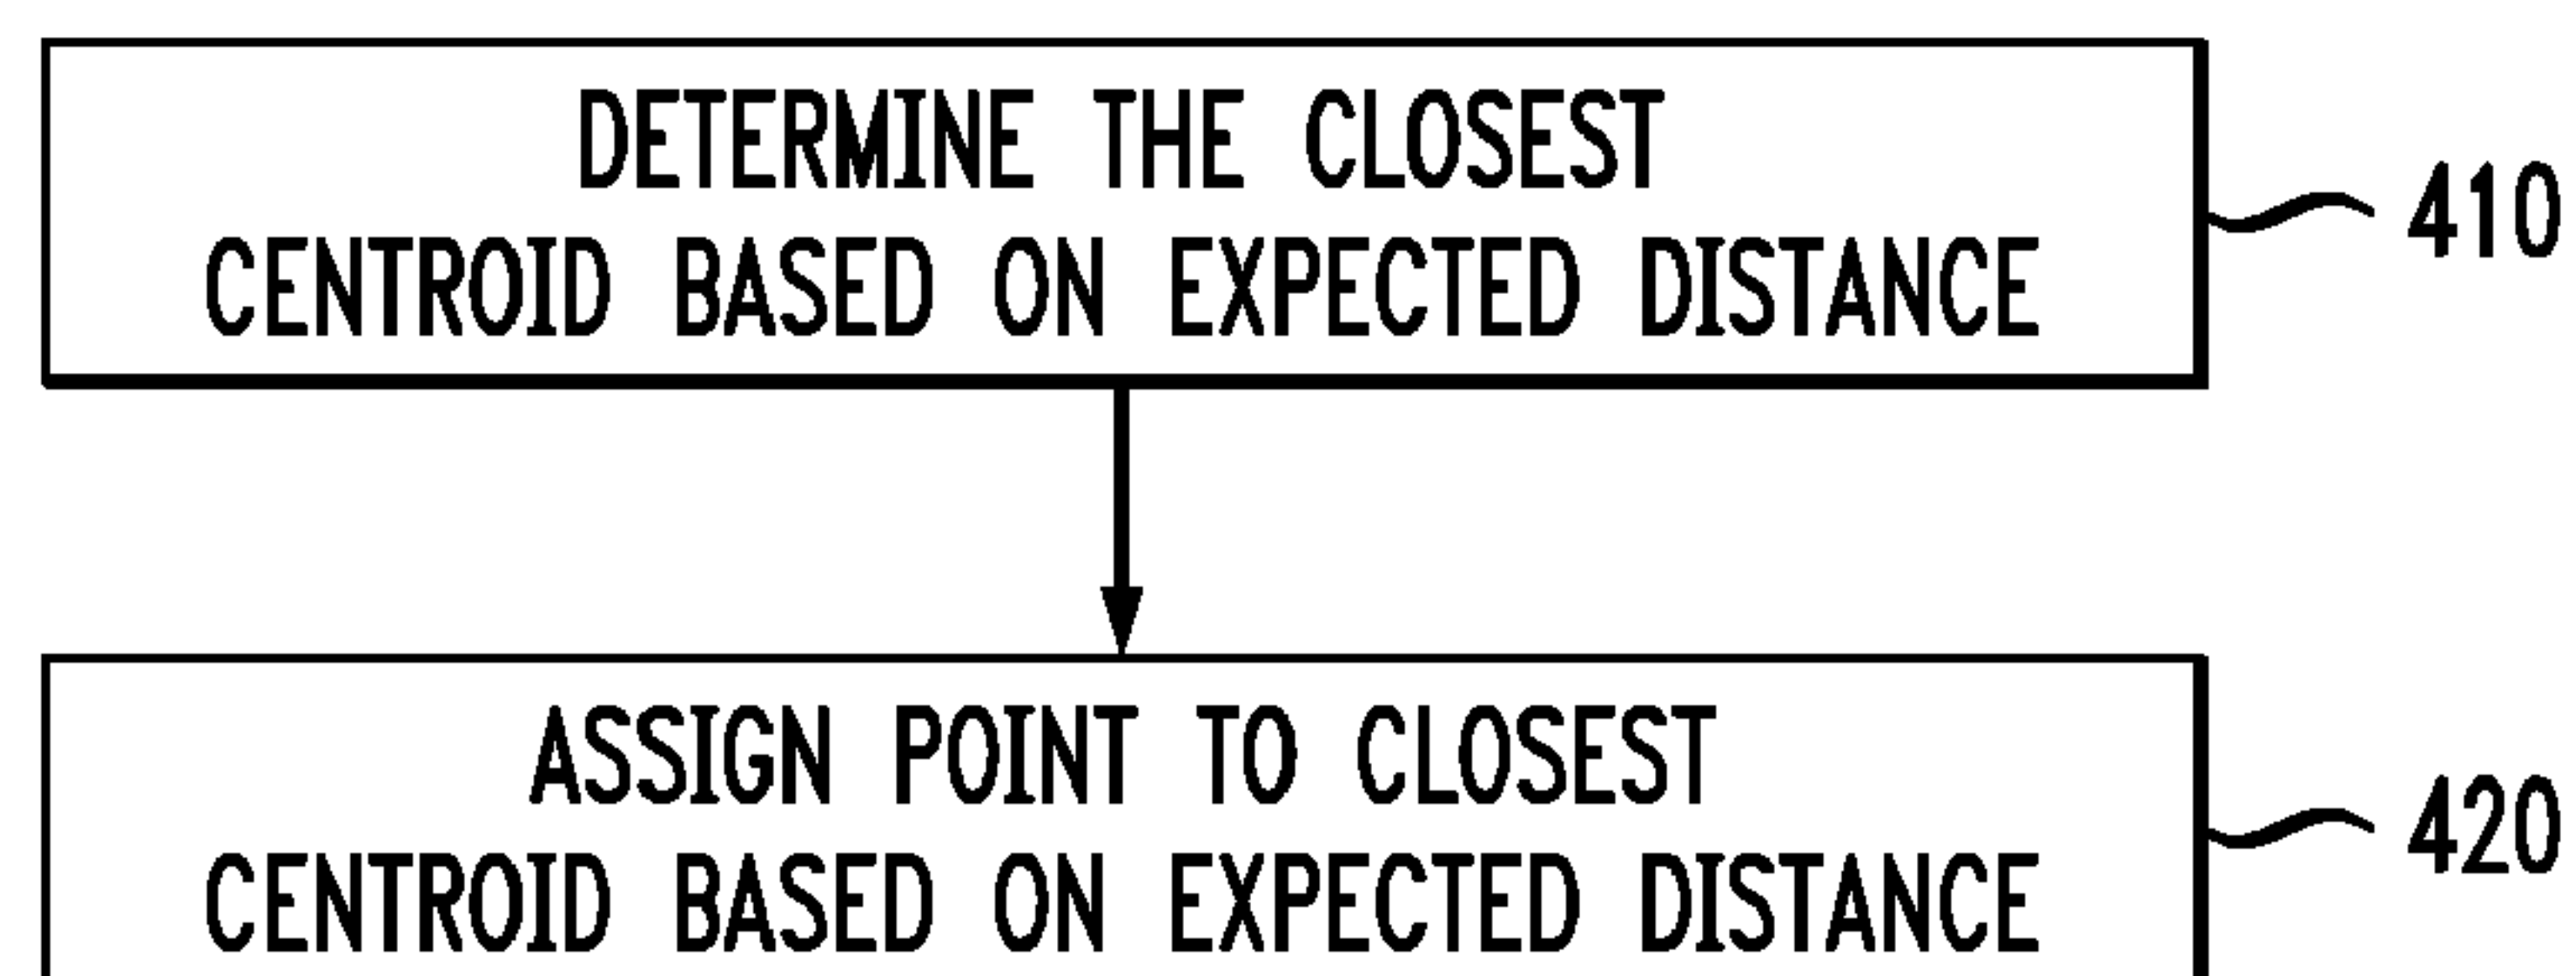 DETERMINE THE CLOSEST
CENTROID BASED ON EXPECTED DISTANCE
410
ASSIGN POINT TO CLOSEST
CENTROID BASED ON EXPECTED DISTANCE
420